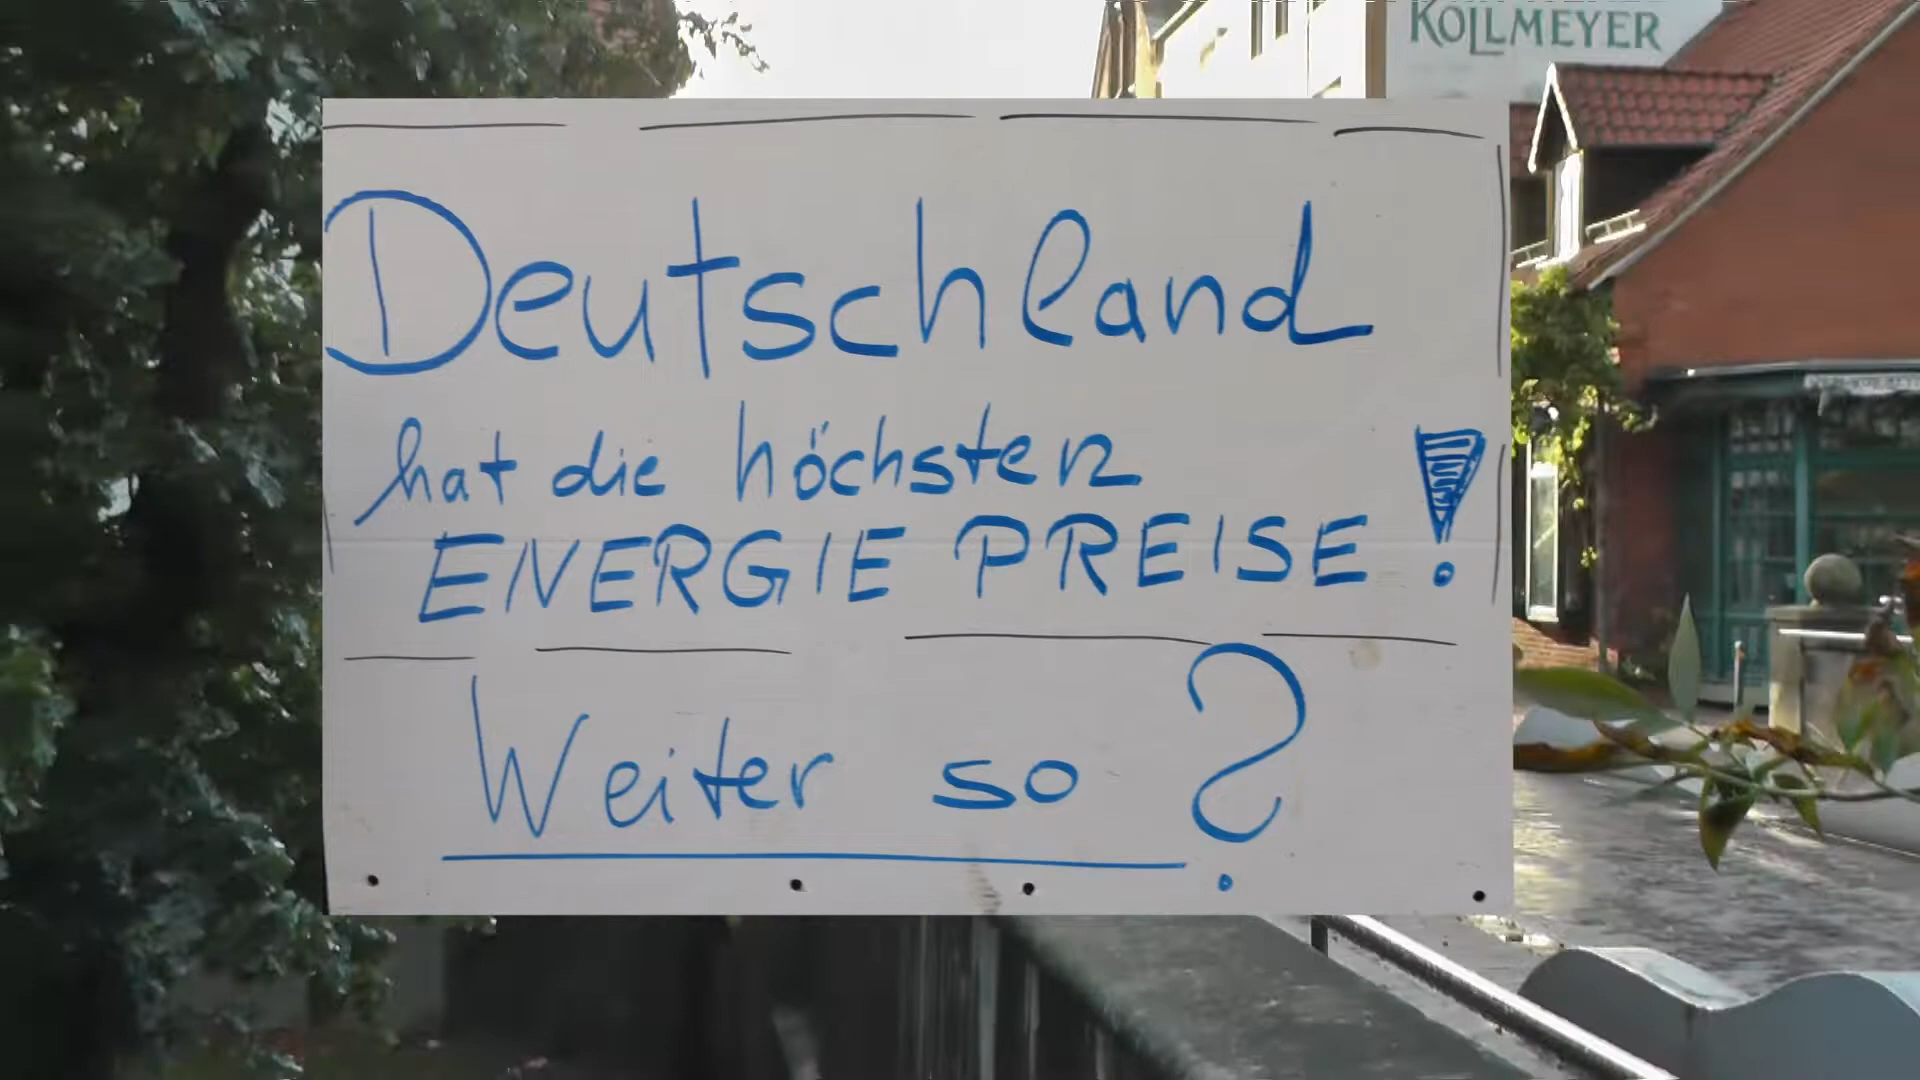 KOLLMEYER
Deutschland
hat die höchsten
ENERGIE PREISE!
Weiter so?